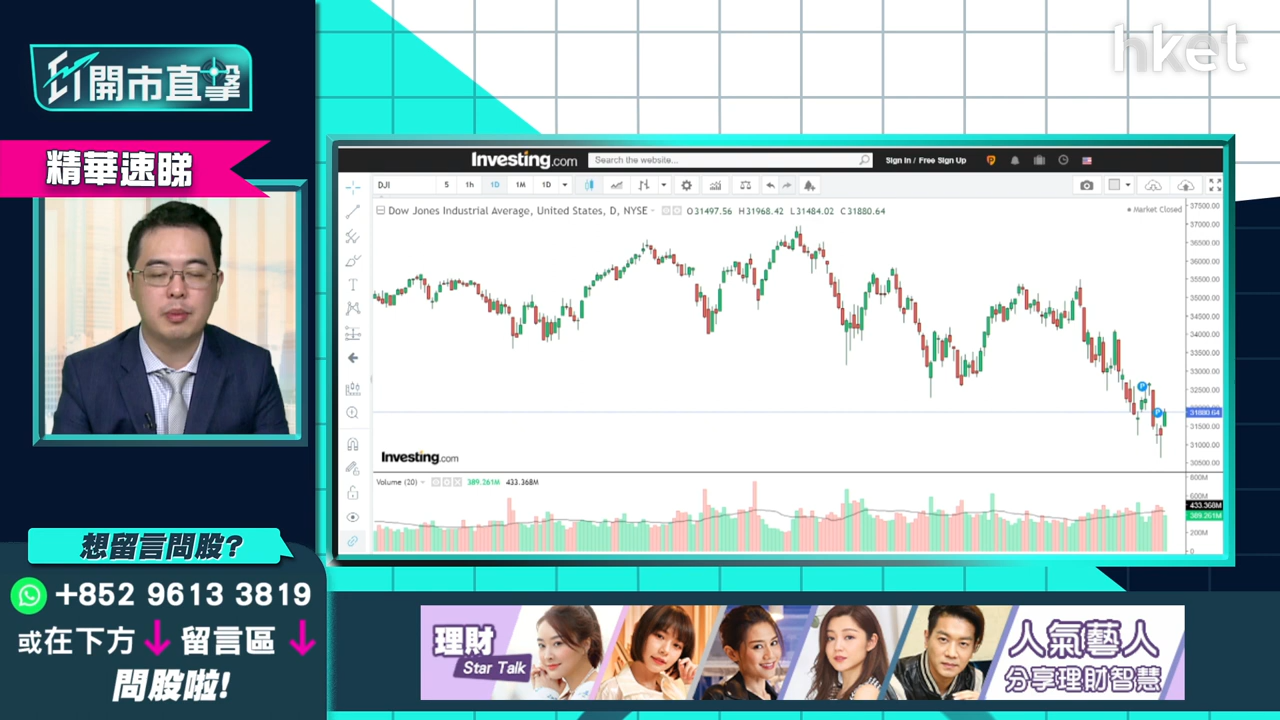 ET 開市直擊
hket
精華速睇
Investing.com
Search the website...
Sign In / Free Sign Up
DJI
5
1h
1D
1M
1D
Dow Jones Industrial Average, United States, D, NYSE
O31497.56 H31968.42 L31484.02 C31880.64
Market Closed
37500.00
37000.00
36500.00
36000.00
35500.00
35000.00
34500.00
34000.00
33500.00
33000.00
32500.00
31880.64
31500.00
31000.00
30500.00
Investing.com
Volume (20)
389.261M
433.368M
800M
600M
433.368M
389.261M
200M
0
想留言問股?
+852 9613 3819
或在下方 ↓ 留言區 ↓
問股啦!
理財
Star Talk
人氣藝人
分享理財智慧